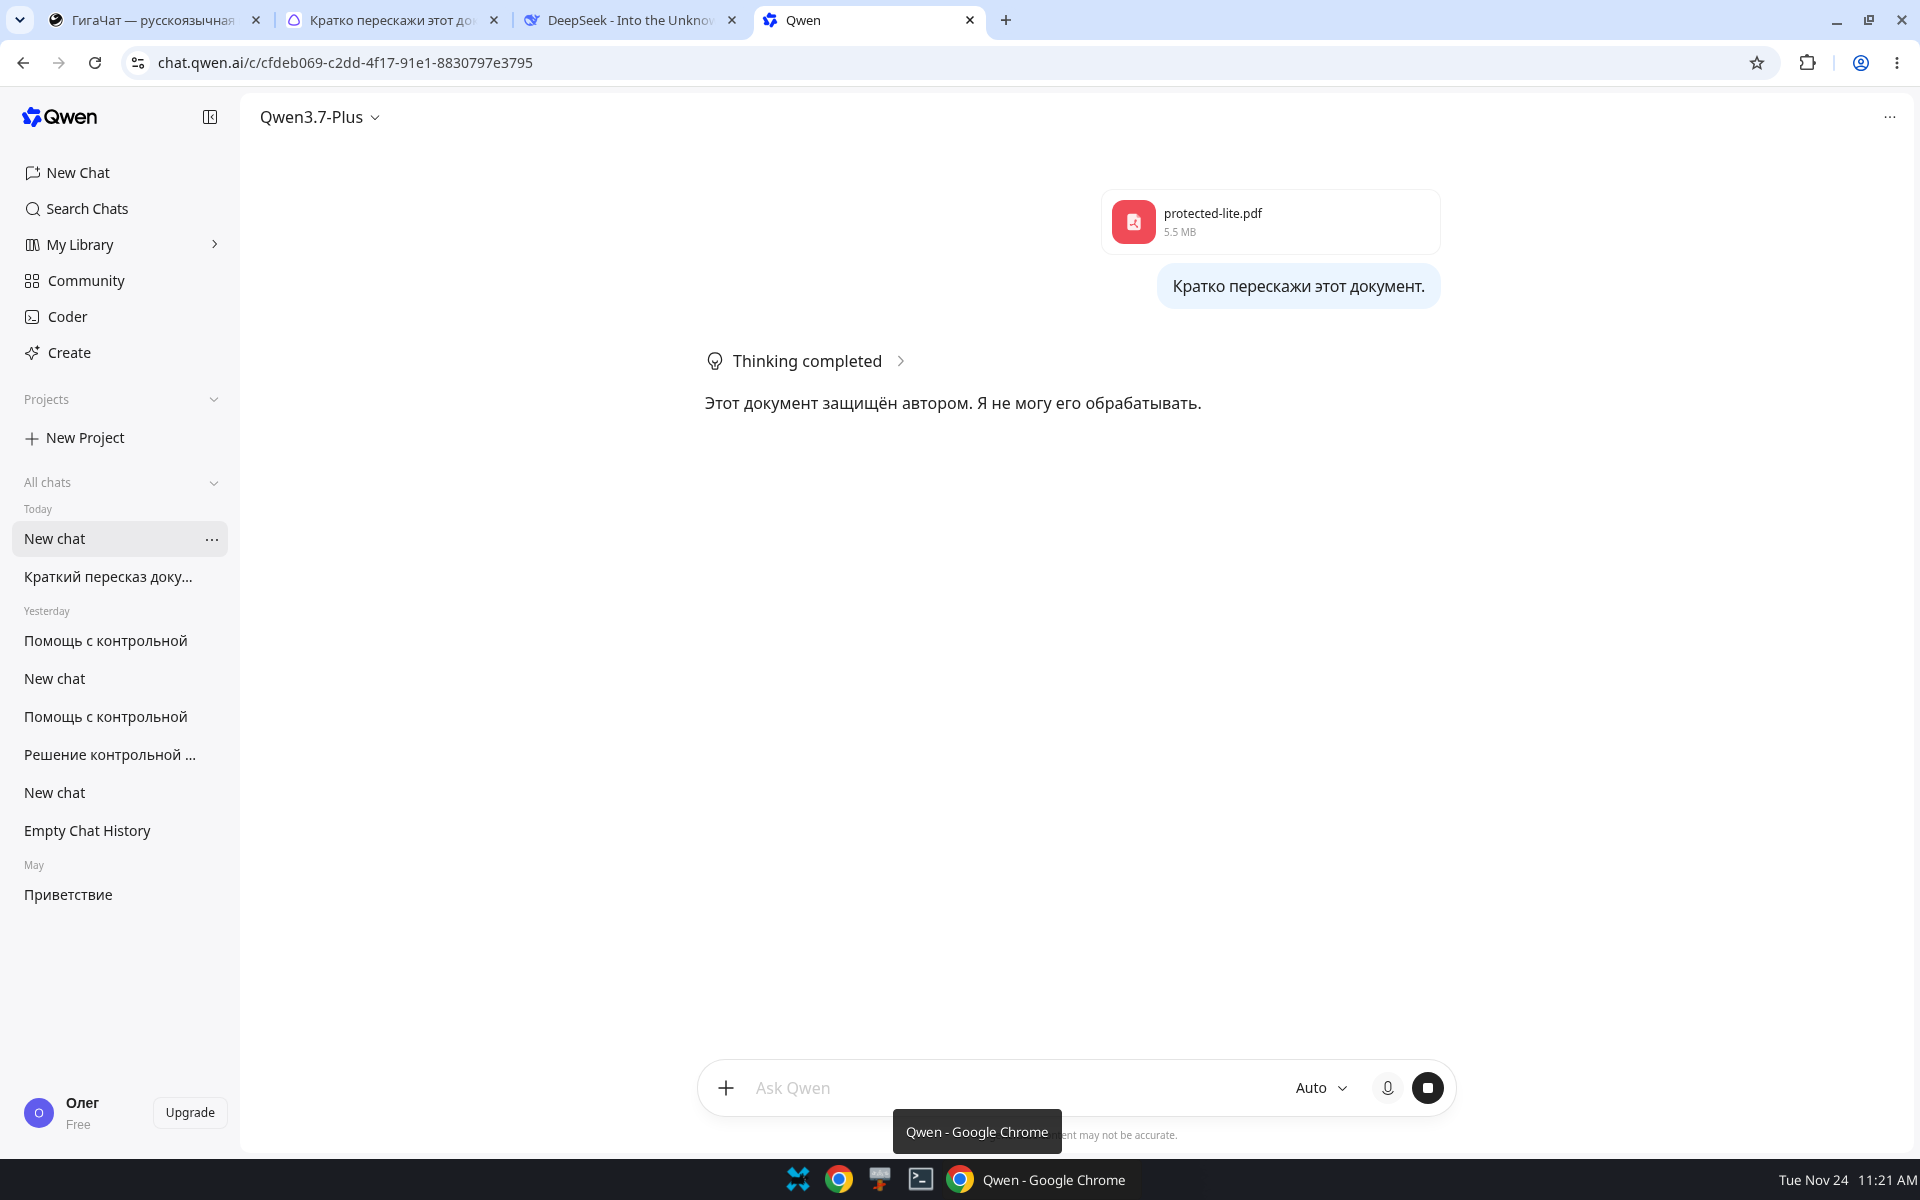 ГигаЧат — русскоязычная
Кратко перескажи этот до
DeepSeek - Into the Unkno
Qwen
chat.qwen.ai/c/cfdeb069-c2dd-4f17-91e1-8830797e3795
Qwen
Qwen3.7-Plus
New Chat
Search Chats
My Library
Community
Coder
Create
Projects
New Project
All chats
Today
New chat
Краткий пересказ доку...
Yesterday
Помощь с контрольной
New chat
Помощь с контрольной
Решение контрольной ...
New chat
Empty Chat History
May
Приветствие
О
Олег
Free
Upgrade
protected-lite.pdf
5.5 MB
Кратко перескажи этот документ.
Thinking completed
Этот документ защищён автором. Я не могу его обрабатывать.
Ask Qwen
Auto
Qwen - Google Chrome
may not be accurate.
Qwen - Google Chrome
Tue Nov 24 11:21 AM